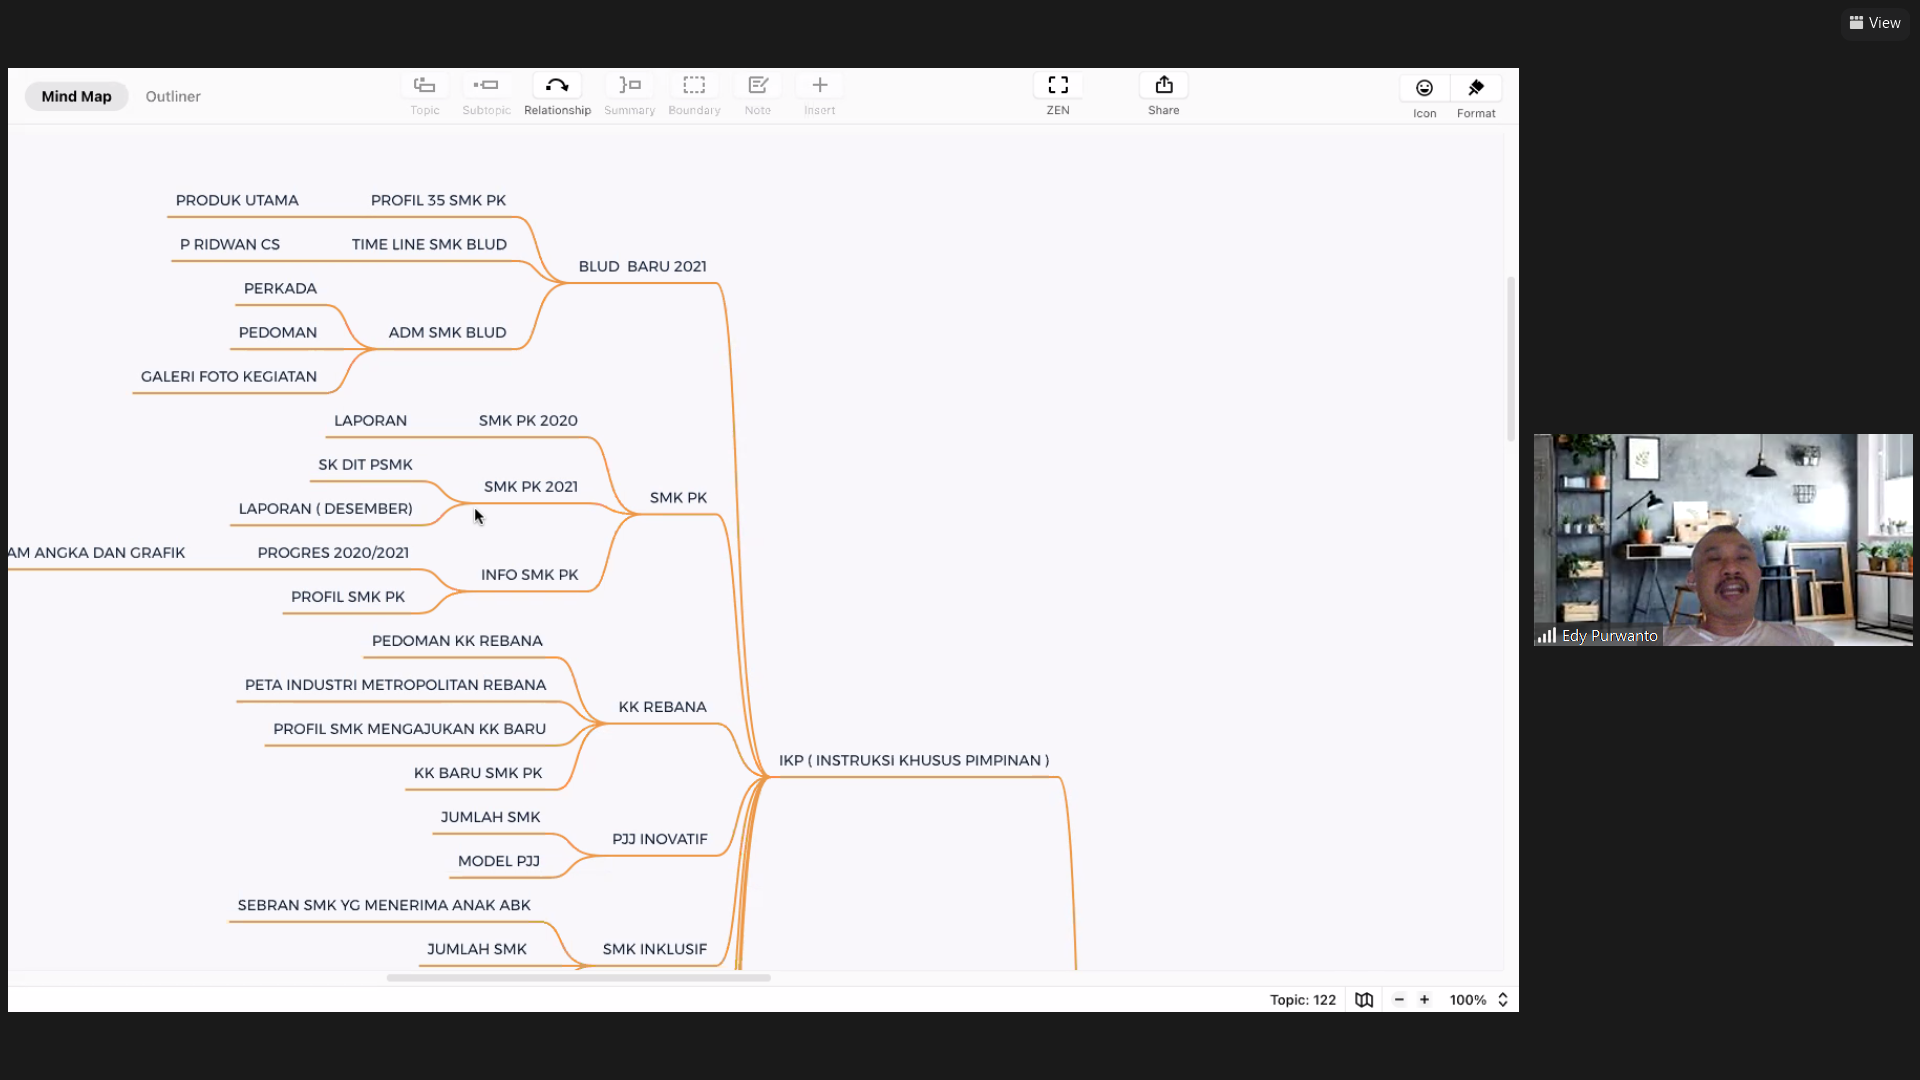 View
Mind Map
Outliner
Topic
Subtopic
Relationship
Summary
Boundary
Note
Insert
ZEN
Share
Icon
Format
PRODUK UTAMA
PROFIL 35 SMK PK
P RIDWAN CS
TIME LINE SMK BLUD
BLUD BARU 2021
PERKADA
PEDOMAN
ADM SMK BLUD
GALERI FOTO KEGIATAN
LAPORAN
SMK PK 2020
SK DIT PSMK
SMK PK 2021
SMK PK
LAPORAN ( DESEMBER)
AM ANGKA DAN GRAFIK
PROGRES 2020/2021
INFO SMK PK
PROFIL SMK PK
PEDOMAN KK REBANA
PETA INDUSTRI METROPOLITAN REBANA
KK REBANA
PROFIL SMK MENGAJUKAN KK BARU
KK BARU SMK PK
IKP ( INSTRUKSI KHUSUS PIMPINAN )
JUMLAH SMK
PJJ INOVATIF
MODEL PJJ
SEBRAN SMK YG MENERIMA ANAK ABK
JUMLAH SMK
SMK INKLUSIF
Edy Purwanto
Topic: 122
100%